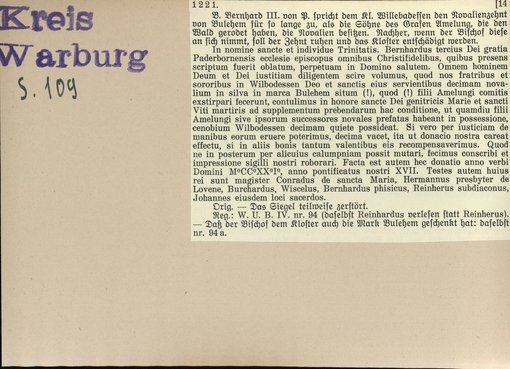 Kreis
Warburg
S. 109
1221. [14
B. Bernhard III. von P. spricht dem Kl. Willebadessen den Novalienzehnt
von Bulehem für so lange zu, als die Söhne des Grafen Amelung, die den
Wald gerodet haben, die Novalien besitzen. Nachher, wenn der Bischof diese
an sich nimmt, soll der Zehnt ruhen und das Kloster entschädigt werden.
In nomine sancte et individue Trinitatis. Bernhardus tercius Dei gratia
Paderbornensis ecclesie episcopus omnibus Christifidelibus, quibus presens
scriptum fuerit oblatum, perpetuam in Domino salutem. Omnem hominem
Deum et Dei iustitiam diligentem scire volumus, quod nos fratribus et
sororibus in Wilbodessen Deo et sanctis eius servientibus decimam nova-
lium in silva in marca Bulehem situm (!), quod (!) filii Amelungi comitis
exstirpari fecerunt, contulimus in honore sancte Dei genitricis Marie et sancti
Viti martiris ad supplementum prebendarum hac conditione, ut quamdiu filii
Amelungi sive ipsorum successores novales prefatas habeant in possessione,
cenobium Wilbodessen decimam quiete possideat. Si vero per iusticiam de
manibus eorum eruere poterimus, decima vacet, ita ut donacio nostra careat
effectu, si in aliis bonis tantum valentibus eis recompensaverimus. Quod
ne in posterum per alicuius calumpniam possit mutari, fecimus conscribi et
impressione sigilli nostri roborari. Facta est autem hec donatio anno verbi
Domini MºCCºXXºIº, anno pontificatus nostri XVII. Testes autem huius
rei sunt magister Conradus de sancta Maria, Hermannus presbyter de
Lovene, Burchardus, Wiscelus, Bernhardus phisicus, Reinherus subdiaconus,
Johannes eiusdem loci sacerdos.
Orig. — Das Siegel teilweise zerstört.
Reg.: W. U. B. IV. nr. 94 (daselbst Reinhardus verlesen statt Reinherus).
— Daß der Bischof dem Kloster auch die Mark Bulehem geschenkt hat: daselbst
nr. 94 a.